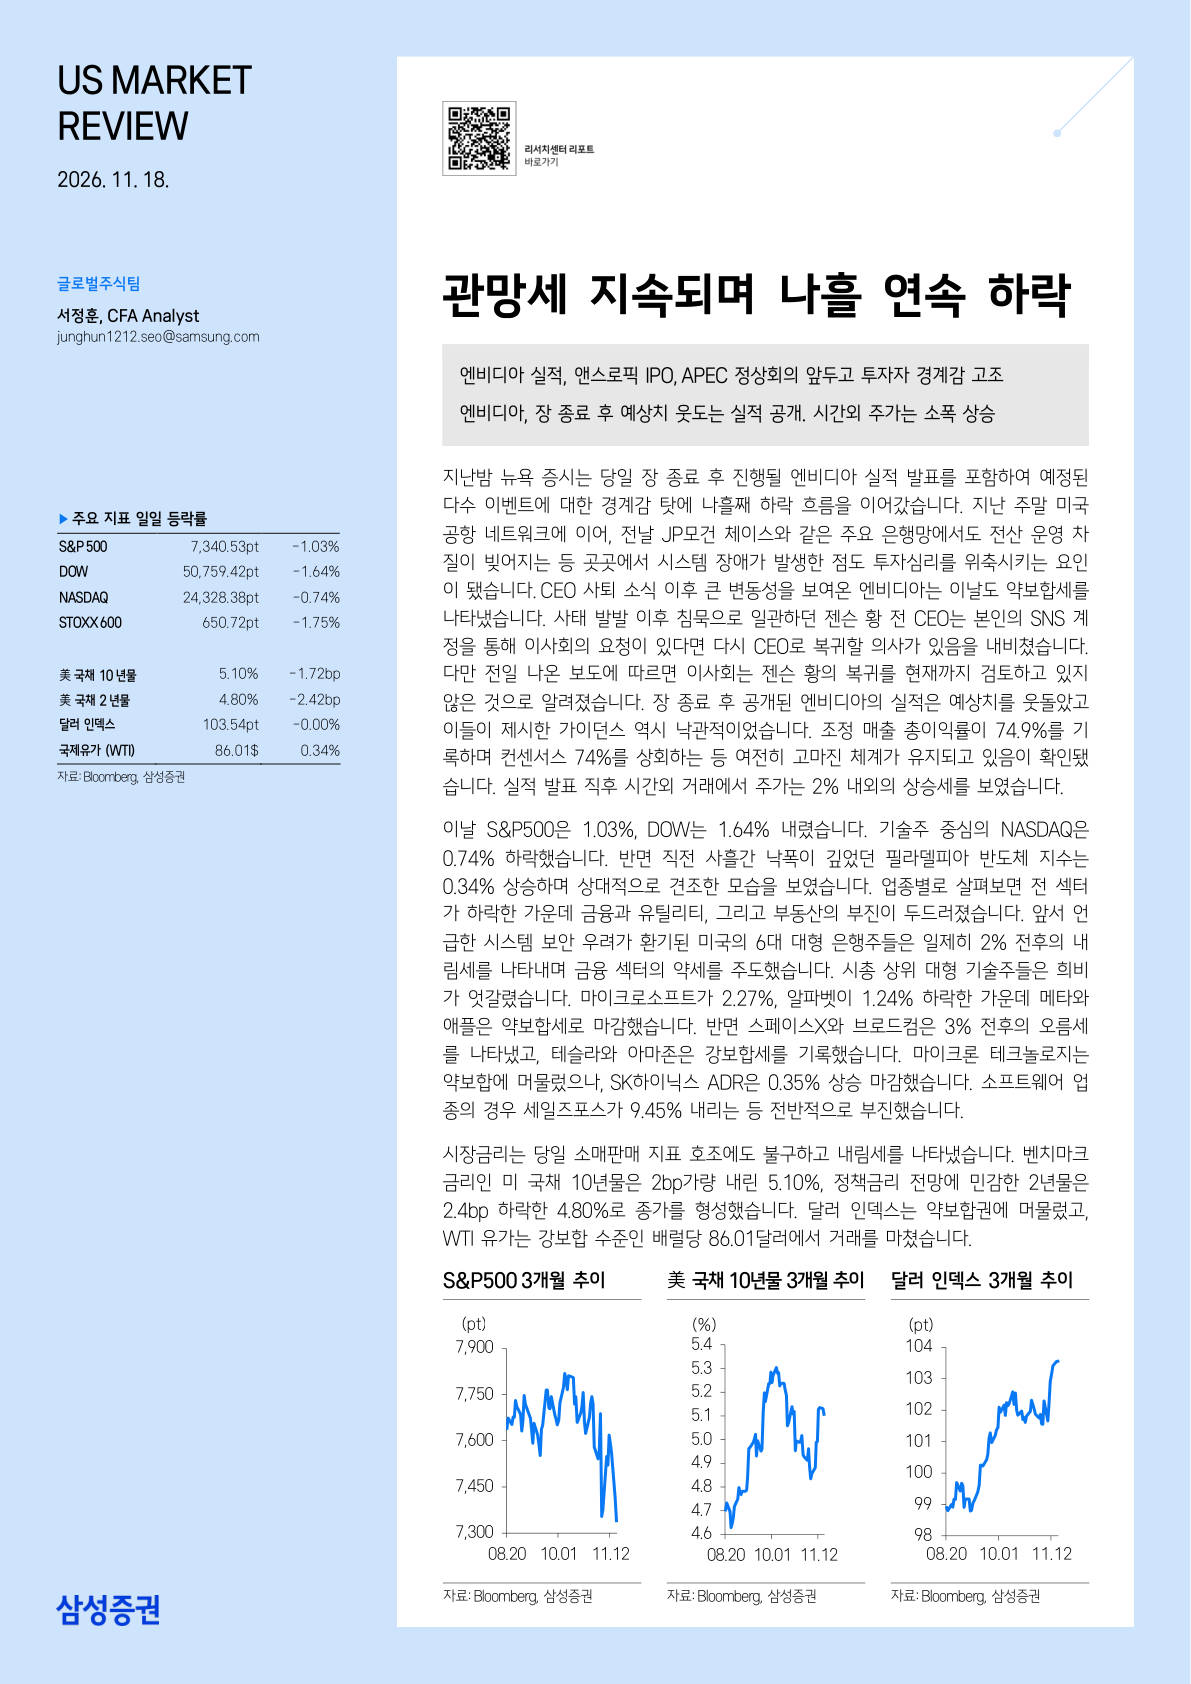 US MARKET
REVIEW
2026. 11. 18.
글로벌주식팀
서정훈, CFA Analyst
junghun1212.seo@samsung.com
▶ 주요 지표 일일 등락률
S&P 500 7,340.53pt -1.03%
DOW 50,759.42pt -1.64%
NASDAQ 24,328.38pt -0.74%
STOXX 600 650.72pt -1.75%
美 국채 10년물 5.10% -1.72bp
美 국채 2년물 4.80% -2.42bp
달러 인덱스 103.54pt -0.00%
국제유가 (WTI) 86.01$ 0.34%
자료: Bloomberg, 삼성증권
삼성증권
리서치센터 리포트
바로가기
관망세 지속되며 나흘 연속 하락
엔비디아 실적, 앤스로픽 IPO, APEC 정상회의 앞두고 투자자 경계감 고조
엔비디아, 장 종료 후 예상치 웃도는 실적 공개. 시간외 주가는 소폭 상승
지난밤 뉴욕 증시는 당일 장 종료 후 진행될 엔비디아 실적 발표를 포함하여 예정된
다수 이벤트에 대한 경계감 탓에 나흘째 하락 흐름을 이어갔습니다. 지난 주말 미국
공항 네트워크에 이어, 전날 JP모건 체이스와 같은 주요 은행망에서도 전산 운영 차
질이 빚어지는 등 곳곳에서 시스템 장애가 발생한 점도 투자심리를 위축시키는 요인
이 됐습니다. CEO 사퇴 소식 이후 큰 변동성을 보여온 엔비디아는 이날도 약보합세를
나타냈습니다. 사태 발발 이후 침묵으로 일관하던 젠슨 황 전 CEO는 본인의 SNS 계
정을 통해 이사회의 요청이 있다면 다시 CEO로 복귀할 의사가 있음을 내비쳤습니다.
다만 전일 나온 보도에 따르면 이사회는 젠슨 황의 복귀를 현재까지 검토하고 있지
않은 것으로 알려졌습니다. 장 종료 후 공개된 엔비디아의 실적은 예상치를 웃돌았고
이들이 제시한 가이던스 역시 낙관적이었습니다. 조정 매출 총이익률이 74.9%를 기
록하며 컨센서스 74%를 상회하는 등 여전히 고마진 체계가 유지되고 있음이 확인됐
습니다. 실적 발표 직후 시간외 거래에서 주가는 2% 내외의 상승세를 보였습니다.
이날 S&P500은 1.03%, DOW는 1.64% 내렸습니다. 기술주 중심의 NASDAQ은
0.74% 하락했습니다. 반면 직전 사흘간 낙폭이 깊었던 필라델피아 반도체 지수는
0.34% 상승하며 상대적으로 견조한 모습을 보였습니다. 업종별로 살펴보면 전 섹터
가 하락한 가운데 금융과 유틸리티, 그리고 부동산의 부진이 두드러졌습니다. 앞서 언
급한 시스템 보안 우려가 환기된 미국의 6대 대형 은행주들은 일제히 2% 전후의 내
림세를 나타내며 금융 섹터의 약세를 주도했습니다. 시총 상위 대형 기술주들은 희비
가 엇갈렸습니다. 마이크로소프트가 2.27%, 알파벳이 1.24% 하락한 가운데 메타와
애플은 약보합세로 마감했습니다. 반면 스페이스X와 브로드컴은 3% 전후의 오름세
를 나타냈고, 테슬라와 아마존은 강보합세를 기록했습니다. 마이크론 테크놀로지는
약보합에 머물렀으나, SK하이닉스 ADR은 0.35% 상승 마감했습니다. 소프트웨어 업
종의 경우 세일즈포스가 9.45% 내리는 등 전반적으로 부진했습니다.
시장금리는 당일 소매판매 지표 호조에도 불구하고 내림세를 나타냈습니다. 벤치마크
금리인 미 국채 10년물은 2bp가량 내린 5.10%, 정책금리 전망에 민감한 2년물은
2.4bp 하락한 4.80%로 종가를 형성했습니다. 달러 인덱스는 약보합권에 머물렀고,
WTI 유가는 강보합 수준인 배럴당 86.01달러에서 거래를 마쳤습니다.
S&P500 3개월 추이
(pt)
7,900
7,750
7,600
7,450
7,300
08.20 10.01 11.12
자료: Bloomberg, 삼성증권
美 국채 10년물 3개월 추이
(%)
5.4
5.3
5.2
5.1
5.0
4.9
4.8
4.7
4.6
08.20 10.01 11.12
자료: Bloomberg, 삼성증권
달러 인덱스 3개월 추이
(pt)
104
103
102
101
100
99
98
08.20 10.01 11.12
자료: Bloomberg, 삼성증권